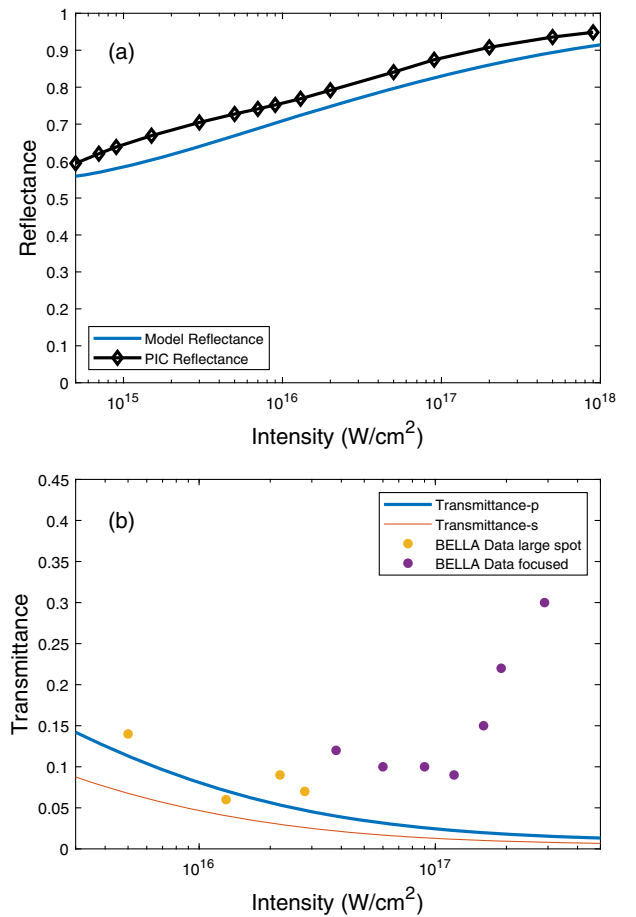 (a)
1
0.9
0.8
0.7
0.6
0.5
0.4
0.3
0.2
0.1
0
Reflectance
Model Reflectance
PIC Reflectance
10^15 10^16 10^17 10^18
Intensity (W/cm^2)
(b)
0.45
0.4
0.35
0.3
0.25
0.2
0.15
0.1
0.05
0
Transmittance
Transmittance-p
Transmittance-s
BELLA Data large spot
BELLA Data focused
10^16 10^17
Intensity (W/cm^2)